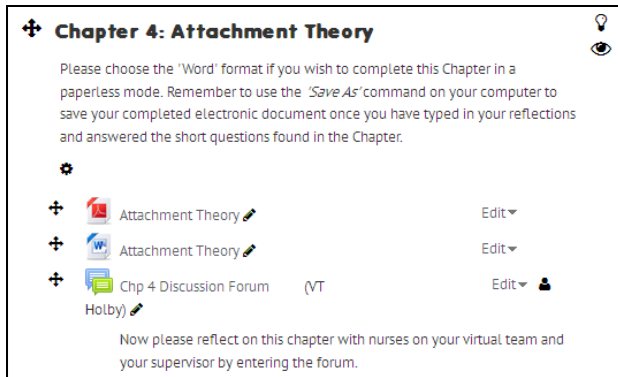 Chapter 4: Attachment Theory
Please choose the 'Word' format if you wish to complete this Chapter in a
paperless mode. Remember to use the 'Save As' command on your computer to
save your completed electronic document once you have typed in your reflections
and answered the short questions found in the Chapter.
Attachment Theory Edit
Attachment Theory Edit
Chp 4 Discussion Forum (VT Edit
Holby)
Now please reflect on this chapter with nurses on your virtual team and
your supervisor by entering the forum.